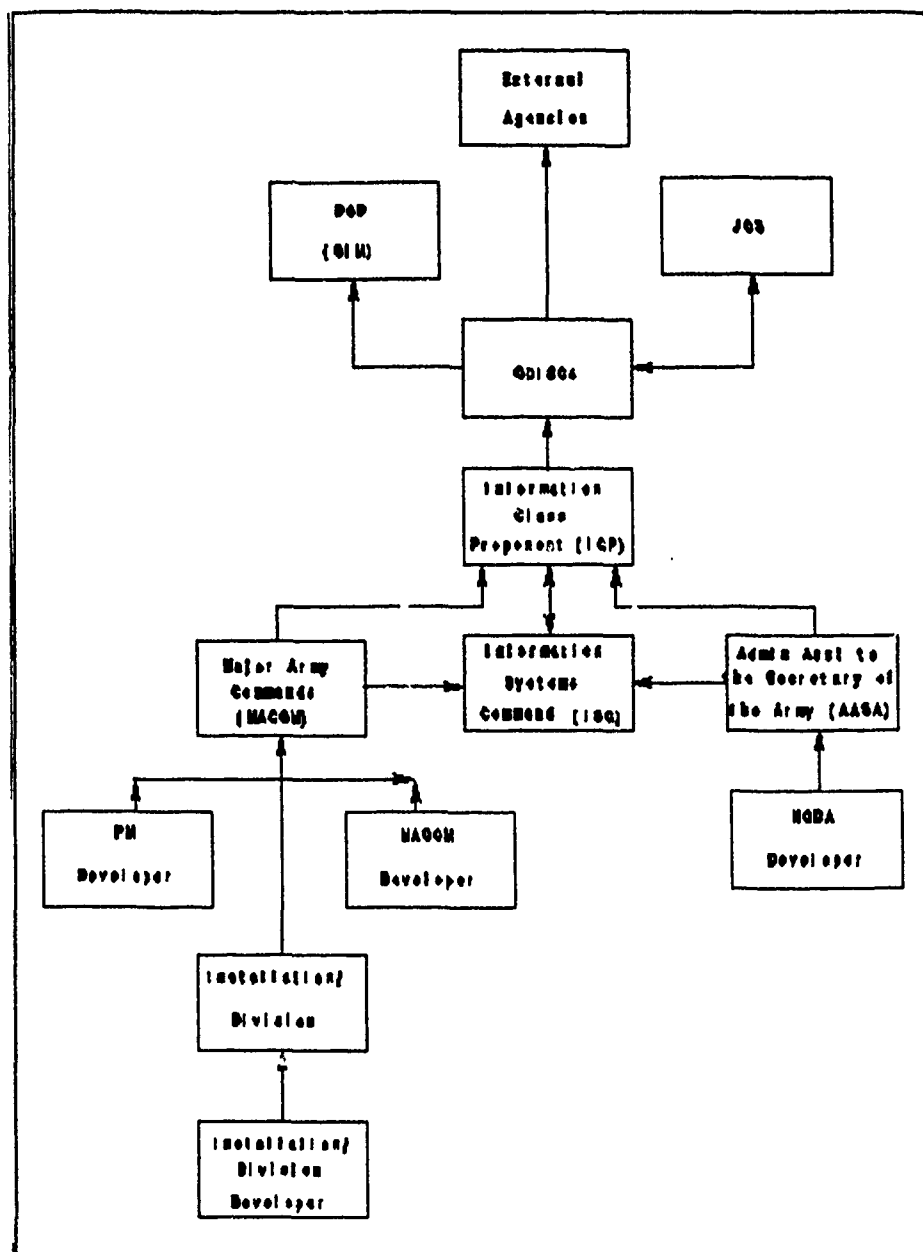 External
Agencies
DOD
(OIM)
JCS
ODISC4
Information
Class
Proponent (ICP)
Major Army
Commands
(MACOM)
Information
Systems
Command (ISC)
Admin Asst to
the Secretary of
the Army (AASA)
PM
Developer
MACOM
Developer
HQDA
Developer
Installation/
Division
Installation/
Division
Developer